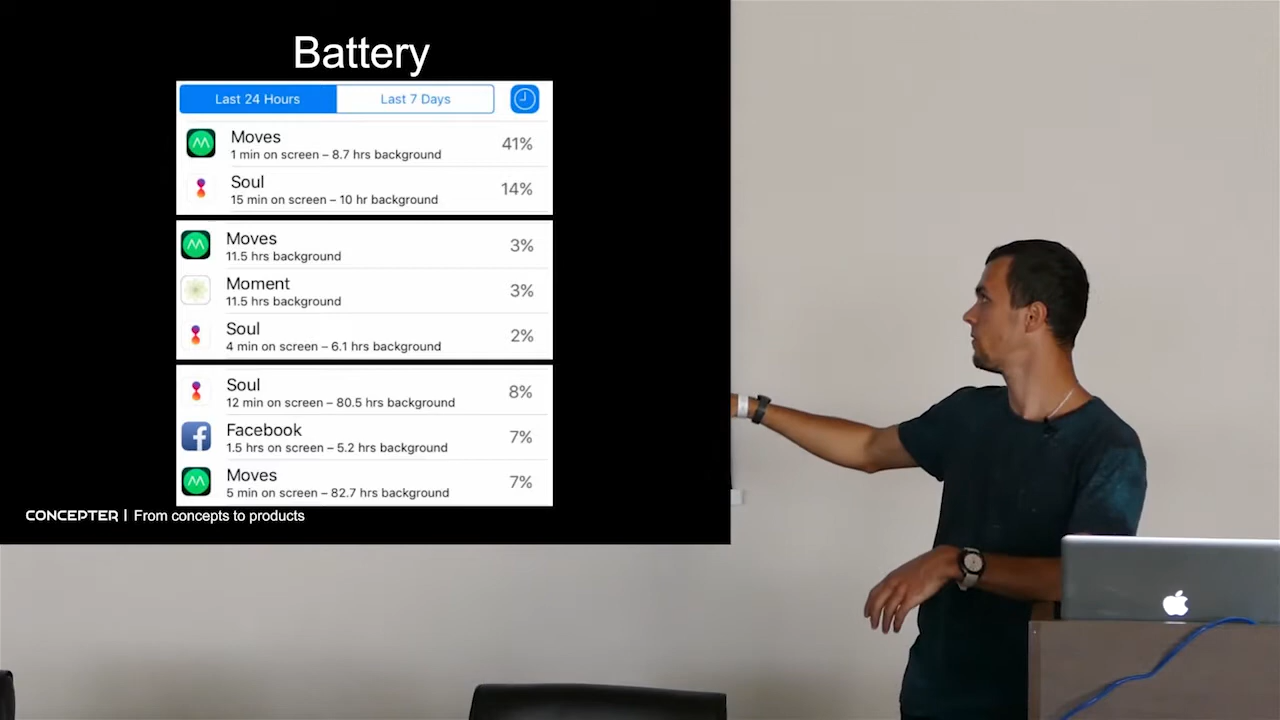 Battery
Last 24 Hours Last 7 Days
Moves 41%
1 min on screen – 8.7 hrs background
Soul 14%
15 min on screen – 10 hr background
Moves 3%
11.5 hrs background
Moment 3%
11.5 hrs background
Soul 2%
4 min on screen – 6.1 hrs background
Soul 8%
12 min on screen – 80.5 hrs background
Facebook 7%
1.5 hrs on screen – 5.2 hrs background
Moves 7%
5 min on screen – 82.7 hrs background
CONCEPTER | From concepts to products